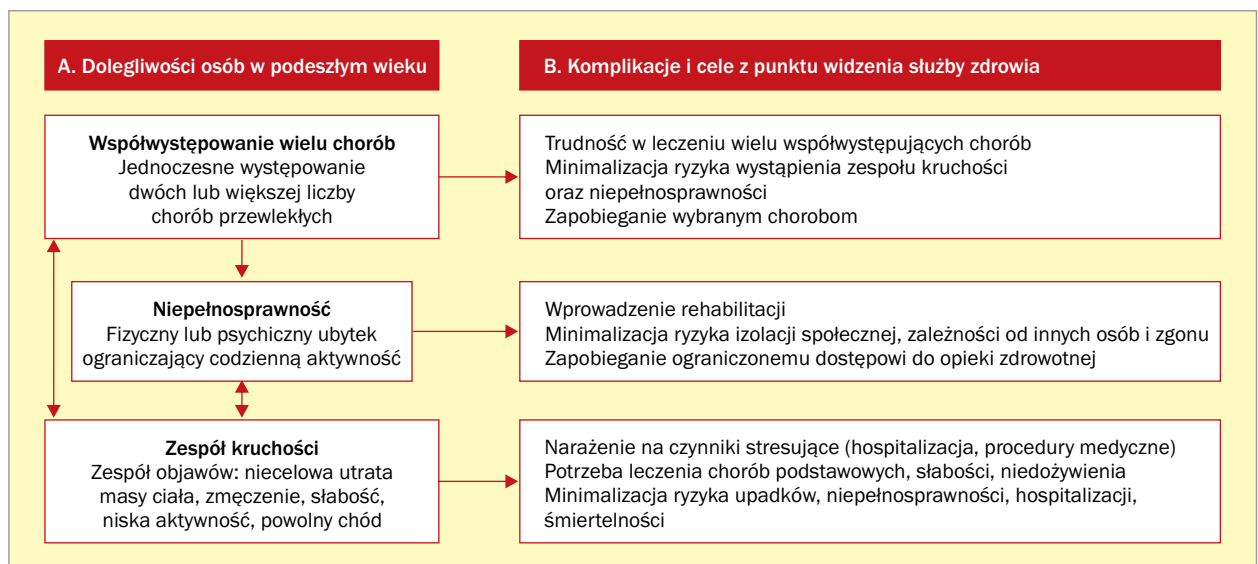 A. Dolegliwości osób w podeszłym wieku
B. Komplikacje i cele z punktu widzenia służby zdrowia
Współwystępowanie wielu chorób
Jednoczesne występowanie
dwóch lub większej liczby
chorób przewlekłych
Trudność w leczeniu wielu współwystępujących chorób
Minimalizacja ryzyka wystąpienia zespołu kruchości
oraz niepełnosprawności
Zapobieganie wybranym chorobom
Niepełnosprawność
Fizyczny lub psychiczny ubytek
ograniczający codzienną aktywność
Wprowadzenie rehabilitacji
Minimalizacja ryzyka izolacji społecznej, zależności od innych osób i zgonu
Zapobieganie ograniczonemu dostępowi do opieki zdrowotnej
Zespół kruchości
Zespół objawów: niecelowa utrata
masy ciała, zmęczenie, słabość,
niska aktywność, powolny chód
Narażenie na czynniki stresujące (hospitalizacja, procedury medyczne)
Potrzeba leczenia chorób podstawowych, słabości, niedożywienia
Minimalizacja ryzyka upadków, niepełnosprawności, hospitalizacji,
śmiertelności